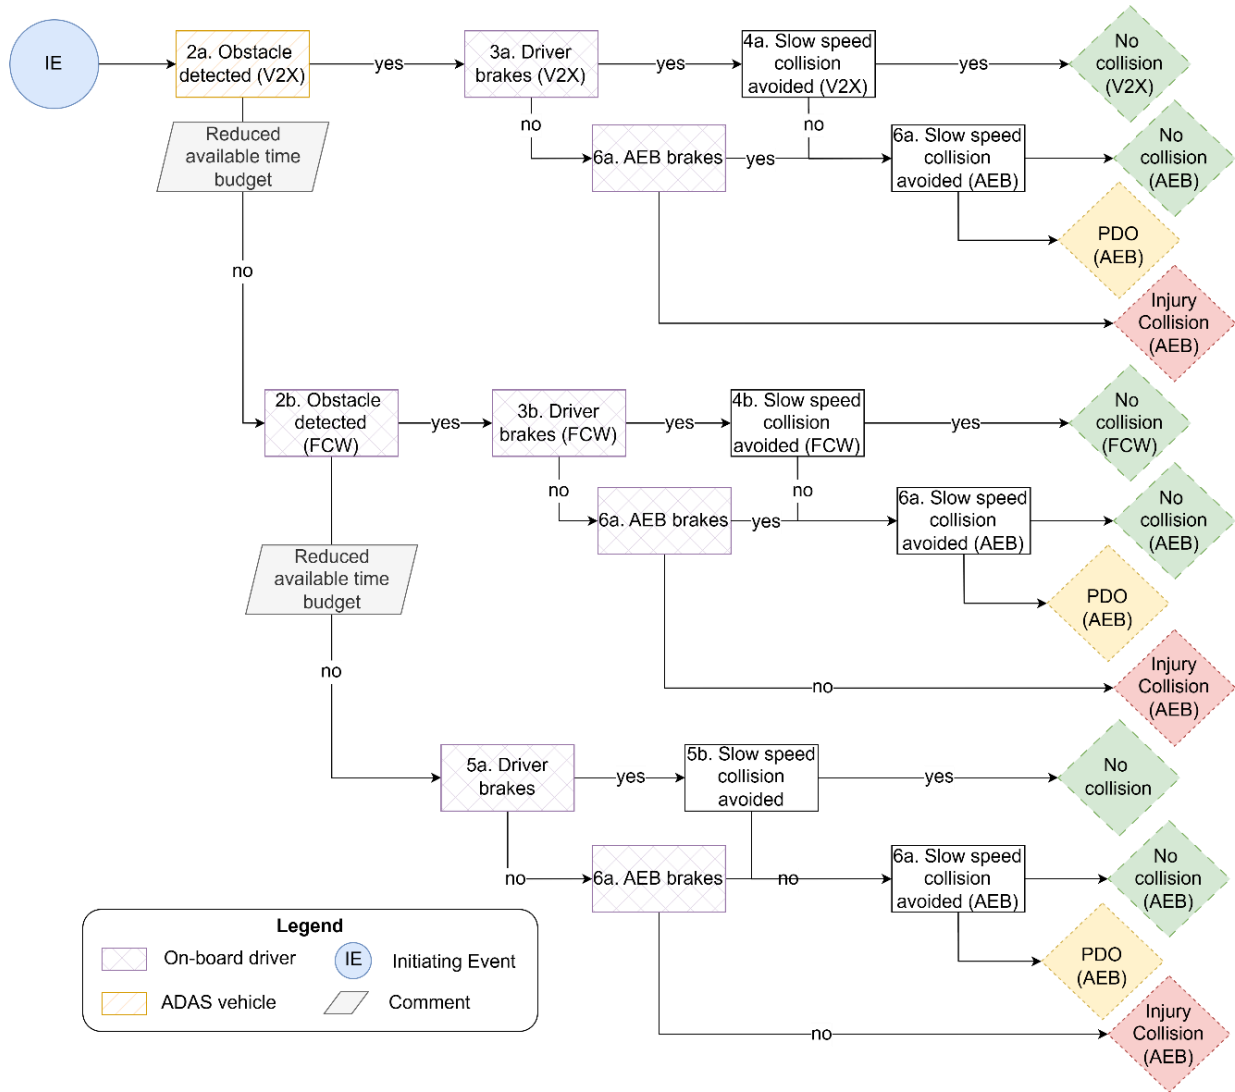 IE
2a. Obstacle
detected (V2X)
yes
3a. Driver
brakes (V2X)
yes
4a. Slow speed
collision
avoided (V2X)
yes
No
collision
(V2X)
Reduced
available time
budget
no
6a. AEB brakes
yes
no
6a. Slow speed
collision
avoided (AEB)
No
collision
(AEB)
PDO
(AEB)
no
Injury
Collision
(AEB)
2b. Obstacle
detected
(FCW)
yes
3b. Driver
brakes (FCW)
yes
4b. Slow speed
collision
avoided (FCW)
yes
No
collision
(FCW)
no
6a. AEB brakes
yes
no
6a. Slow speed
collision
avoided (AEB)
No
collision
(AEB)
Reduced
available time
budget
PDO
(AEB)
no
no
Injury
Collision
(AEB)
5a. Driver
brakes
yes
5b. Slow speed
collision
avoided
yes
No
collision
no
6a. AEB brakes
no
6a. Slow speed
collision
avoided (AEB)
No
collision
(AEB)
PDO
(AEB)
no
Injury
Collision
(AEB)
Legend
On-board driver
IE
Initiating Event
ADAS vehicle
Comment